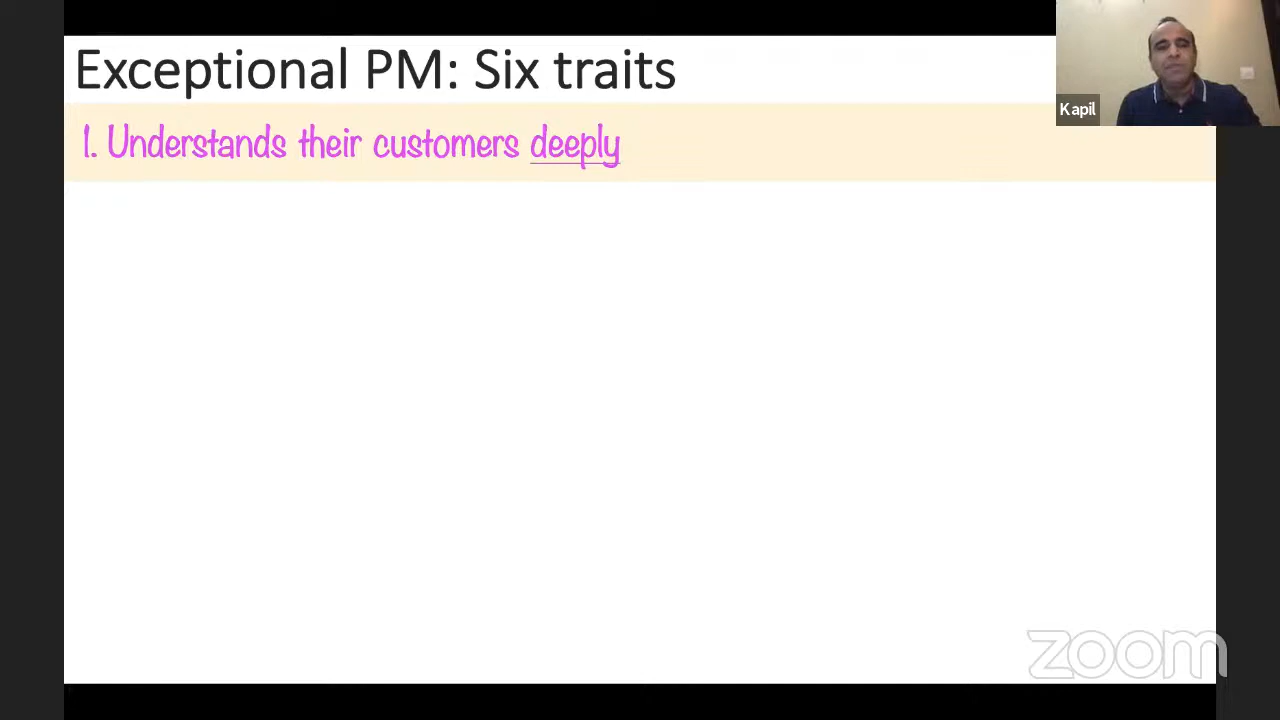 Exceptional PM: Six traits
Kapil
1. Understands their customers deeply
zoom